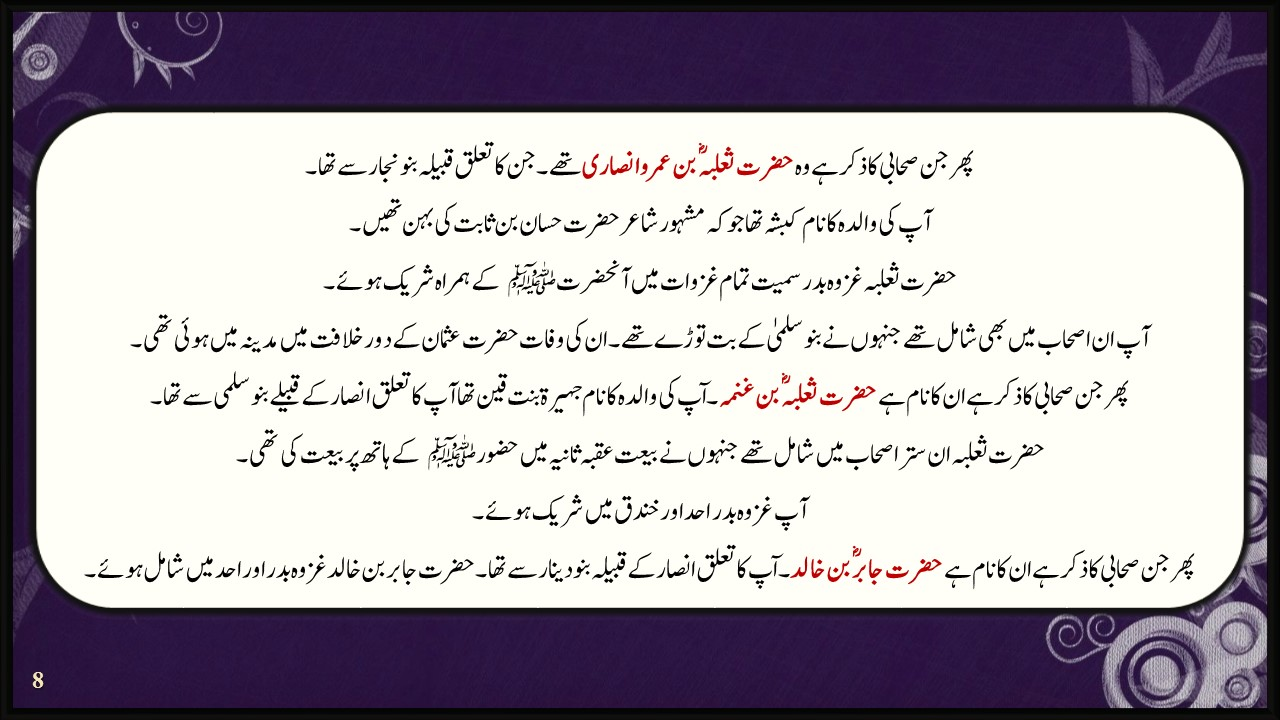 پھر جن صحابی کا ذکر ہے وہ حضرت ثعلبہؓ بن عمرو انصاری تھے۔ جن کا تعلق قبیلہ بنو نجار سے تھا۔
آپ کی والدہ کا نام کبشہ تھا جو کہ مشہور شاعر حضرت حسان بن ثابت کی بہن تھیں۔
حضرت ثعلبہ غزوہ بدر سمیت تمام غزوات میں آنحضرت ﷺ کے ہمراہ شریک ہوئے۔
آپ ان اصحاب میں بھی شامل تھے جنہوں نے بنو سلمیٰ کے بت توڑے تھے۔ ان کی وفات حضرت عثمان کے دور خلافت میں مدینہ میں ہوئی تھی۔
پھر جن صحابی کا ذکر ہے ان کا نام ہے حضرت ثعلبہؓ بن غنمہ۔ آپ کی والدہ کا نام جہیرۃ بنت قین تھا آپ کا تعلق انصار کے قبیلے بنو سلمی سے تھا۔
حضرت ثعلبہ ان ستر اصحاب میں شامل تھے جنہوں نے بیعت عقبہ ثانیہ میں حضور ﷺ کے ہاتھ پر بیعت کی تھی۔
آپ غزوہ بدر احد اور خندق میں شریک ہوئے۔
پھر جن صحابی کا ذکر ہے ان کا نام ہے حضرت جابرؓ بن خالد۔ آپ کا تعلق انصار کے قبیلہ بنو دینار سے تھا۔ حضرت جابر بن خالد غزوہ بدر اور احد میں شامل ہوئے۔
8